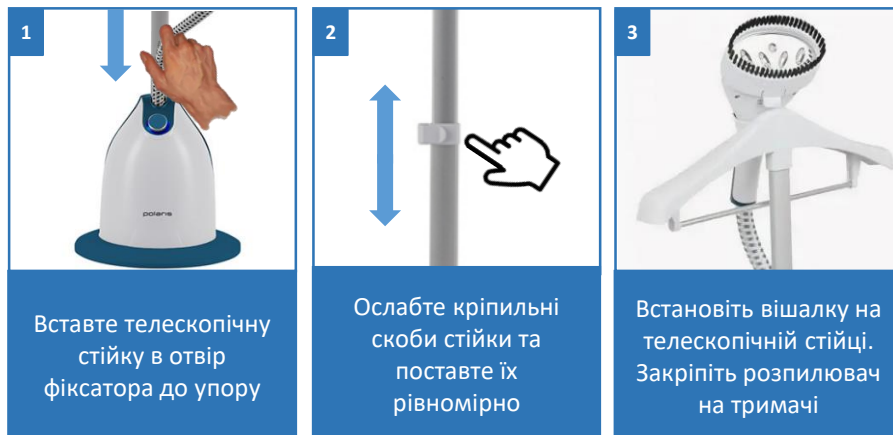 1
polaris
Вставте телескопічну
стійку в отвір
фіксатора до упору
2
Ослабте кріпильні
скоби стійки та
поставте їх
рівномірно
3
Встановіть вішалку на
телескопічній стійці.
Закріпіть розпилювач
на тримачі